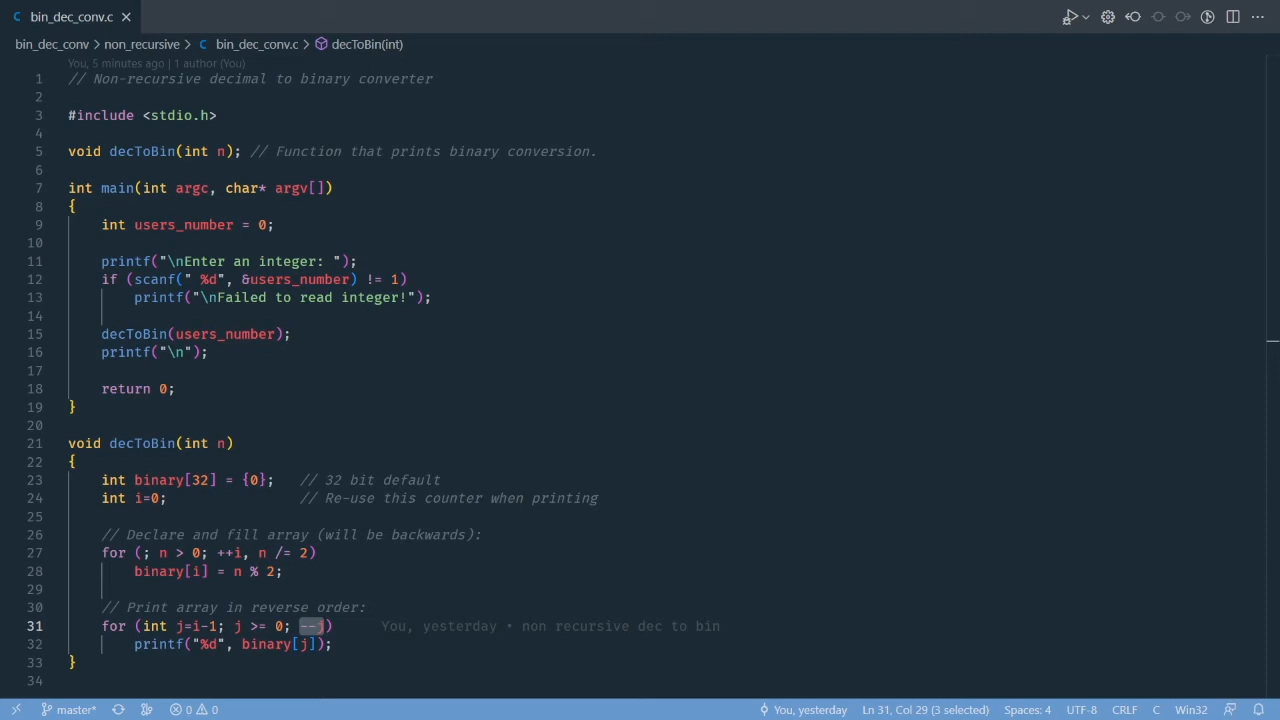 bin_dec_conv.c
bin_dec_conv > non_recursive > C bin_dec_conv.c > decToBin(int)
You, 5 minutes ago | 1 author (You)
1 // Non-recursive decimal to binary converter
2
3 #include <stdio.h>
4
5 void decToBin(int n); // Function that prints binary conversion.
6
7 int main(int argc, char* argv[])
8 {
9 int users_number = 0;
10
11 printf("\nEnter an integer: ");
12 if (scanf(" %d", &users_number) != 1)
13 printf("\nFailed to read integer!");
14
15 decToBin(users_number);
16 printf("\n");
17
18 return 0;
19 }
20
21 void decToBin(int n)
22 {
23 int binary[32] = {0}; // 32 bit default
24 int i=0; // Re-use this counter when printing
25
26 // Declare and fill array (will be backwards):
27 for (; n > 0; ++i, n /= 2)
28 binary[i] = n % 2;
29
30 // Print array in reverse order:
31 for (int j=i-1; j >= 0; --j) You, yesterday • non recursive dec to bin
32 printf("%d", binary[j]);
33 }
34
master* 0 0 You, yesterday Ln 31, Col 29 (3 selected) Spaces: 4 UTF-8 CRLF C Win32